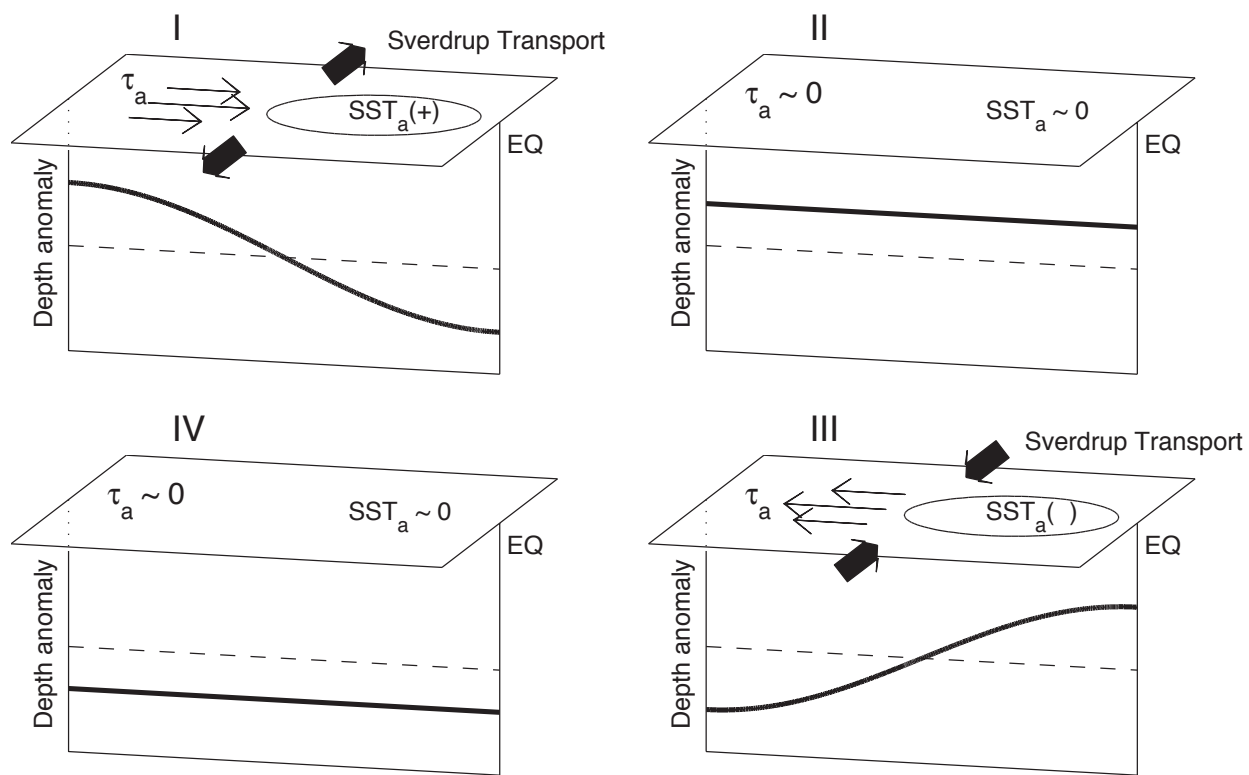 I
Sverdrup Transport
τa
SSTa(+)
EQ
Depth anomaly
II
τa ~ 0
SSTa ~ 0
EQ
Depth anomaly
IV
τa ~ 0
SSTa ~ 0
EQ
Depth anomaly
III
Sverdrup Transport
τa
SSTa( )
EQ
Depth anomaly